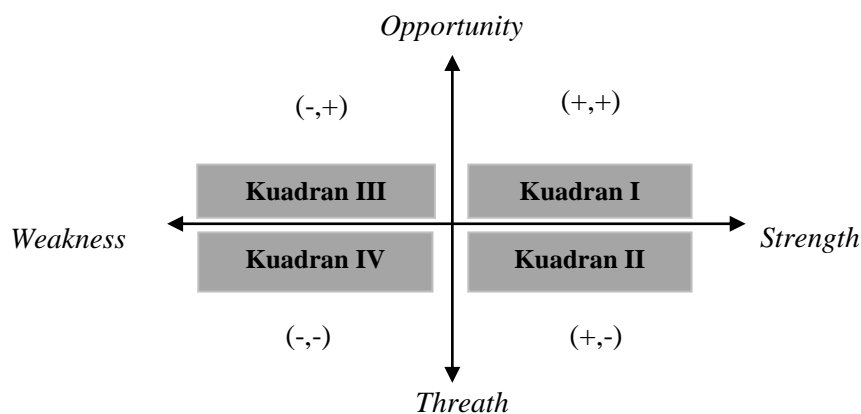 Opportunity
(-,+) (+,+)
Kuadran III Kuadran I
Weakness Strength
Kuadran IV Kuadran II
(-,-) (+,-)
Threath